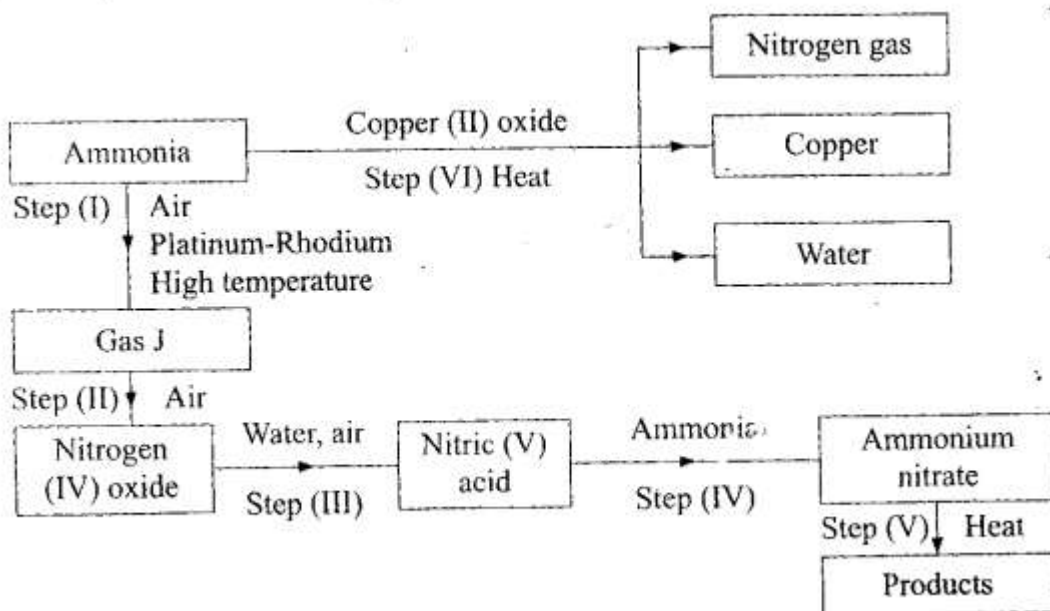 Nitrogen gas
Copper (II) oxide
Ammonia
Copper
Step (VI) Heat
Step (I) Air
Platinum-Rhodium
High temperature
Water
Gas J
Step (II) Air
Nitrogen
(IV) oxide
Water, air
Step (III)
Nitric (V)
acid
Ammonia
Step (IV)
Ammonium
nitrate
Step (V) Heat
Products